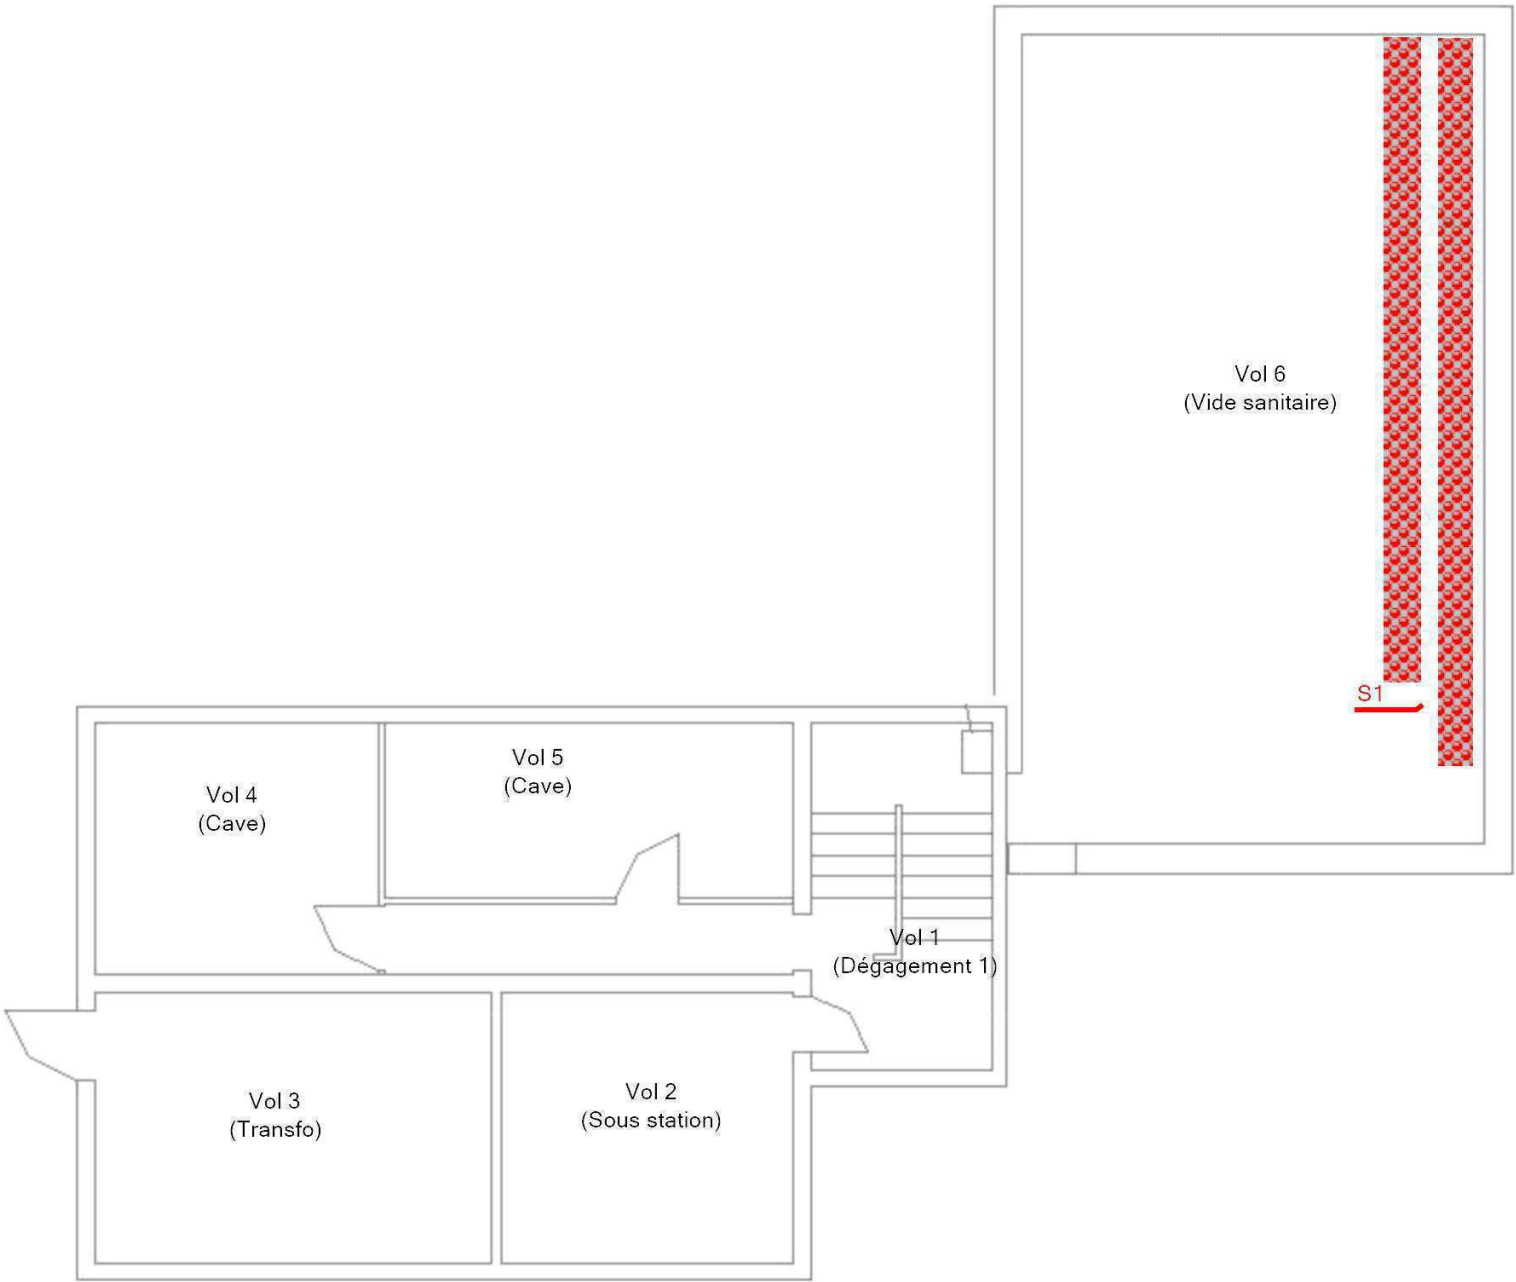 Vol 6
(Vide sanitaire)
S1
Vol 5
(Cave)
Vol 4
(Cave)
Vol 1
(Dégagement 1)
Vol 3
(Transfo)
Vol 2
(Sous station)